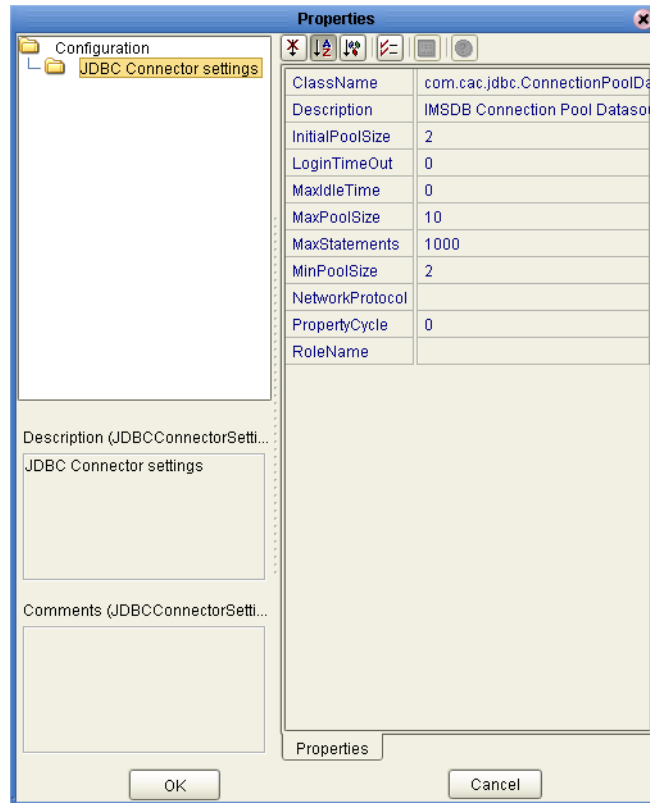 Properties
Configuration
JDBC Connector settings
ClassName com.cac.jdbc.ConnectionPoolDa
Description IMSDB Connection Pool Datasou
InitialPoolSize 2
LoginTimeOut 0
MaxIdleTime 0
MaxPoolSize 10
MaxStatements 1000
MinPoolSize 2
NetworkProtocol
PropertyCycle 0
RoleName
Description (JDBCConnectorSetti...
JDBC Connector settings
Comments (JDBCConnectorSetti...
Properties
OK Cancel